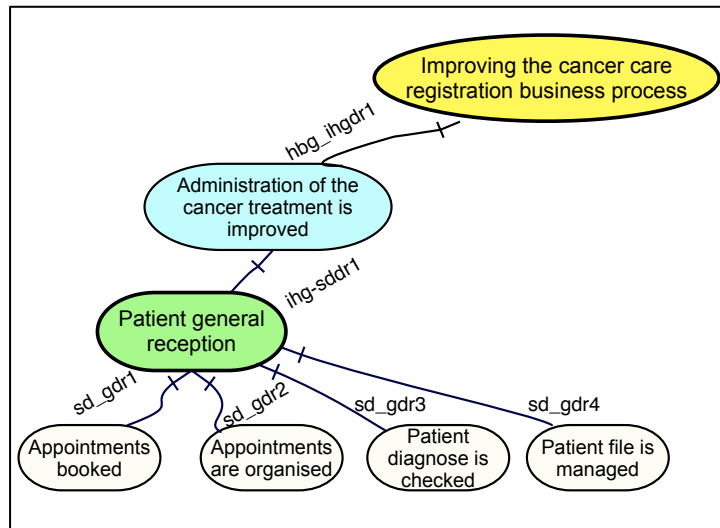 Improving the cancer care
registration business process
hbg_ihgdr1
Administration of the
cancer treatment is
improved
ihg-sddr1
Patient general
reception
sd_gdr1
sd_gdr2
sd_gdr3
sd_gdr4
Appointments
booked
Appointments
are organised
Patient
diagnose is
checked
Patient file is
managed